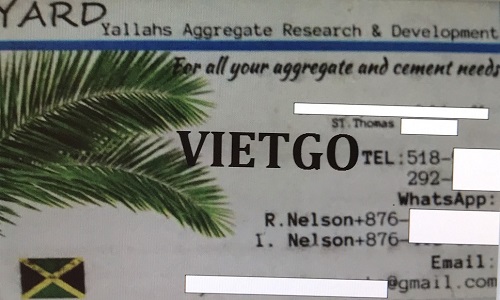 YARD
Yallahs Aggregate Research & Development
For all your aggregate and cement needs
ST.Thomas
VIETGO
TEL:518-
292-
WhatsApp:
R.Nelson+876-
I. Nelson+876-
Email:
@gmail.com